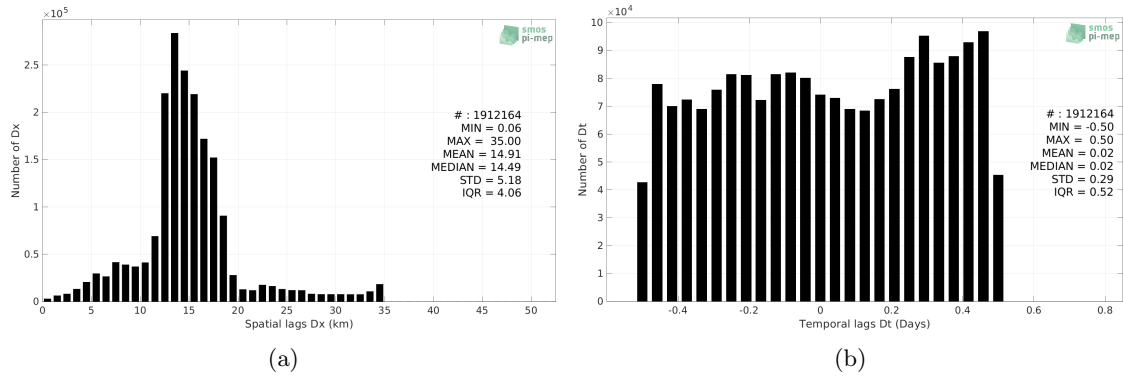 ×10⁵
2.5
2
1.5
1
0.5
0
Number of Dx
0 5 10 15 20 25 30 35 40 45 50
Spatial lags Dx (km)
smos
pi-mep
# : 1912164
MIN = 0.06
MAX = 35.00
MEAN = 14.91
MEDIAN = 14.49
STD = 5.18
IQR = 4.06
(a)
×10⁴
10
9
8
7
6
5
4
3
2
1
0
Number of Dt
-0.4 -0.2 0 0.2 0.4 0.6 0.8
Temporal lags Dt (Days)
smos
pi-mep
# : 1912164
MIN = -0.50
MAX = 0.50
MEAN = 0.02
MEDIAN = 0.02
STD = 0.29
IQR = 0.52
(b)